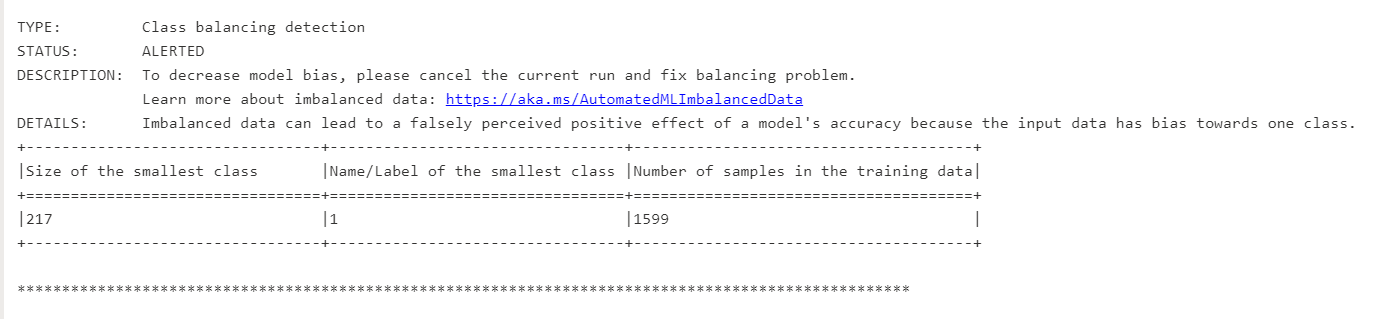 TYPE:         Class balancing detection
STATUS:       ALERTED
DESCRIPTION:  To decrease model bias, please cancel the current run and fix balancing problem.
              Learn more about imbalanced data: https://aka.ms/AutomatedMLImbalancedData
DETAILS:      Imbalanced data can lead to a falsely perceived positive effect of a model's accuracy because the input data has bias towards one class.
+---------------------------------+---------------------------------+--------------------------------------+
|Size of the smallest class       |Name/Label of the smallest class |Number of samples in the training data|
+=================================+=================================+======================================+
|217                              |1                                |1599                                  |
+---------------------------------+---------------------------------+--------------------------------------+
****************************************************************************************************